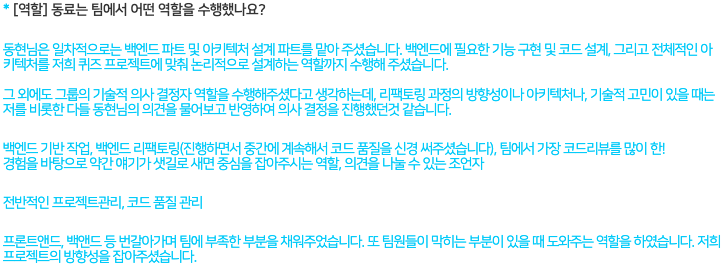 * [역할] 동료는 팀에서 어떤 역할을 수행했나요?
동현님은 일차적으로는 백엔드 파트 및 아키텍처 설계 파트를 맡아 주셨습니다. 백엔드에 필요한 기능 구현 및 코드 설계, 그리고 전체적인 아
키텍처를 저희 퀴즈 프로젝트에 맞춰 논리적으로 설계하는 역할까지 수행해 주셨습니다.
그 외에도 그룹의 기술적 의사 결정자 역할을 수행해주셨다고 생각하는데, 리팩토링 과정의 방향성이나 아키텍처나, 기술적 고민이 있을 때는
저를 비롯한 다들 동현님의 의견을 물어보고 반영하여 의사 결정을 진행했던것 같습니다.
백엔드 기반 작업, 백엔드 리팩토링(진행하면서 중간에 계속해서 코드 품질을 신경 써주셨습니다), 팀에서 가장 코드리뷰를 많이 한!
경험을 바탕으로 약간 얘기가 샛길로 새면 중심을 잡아주시는 역할, 의견을 나눌 수 있는 조언자
전반적인 프로젝트관리, 코드 품질 관리
프론트앤드, 백앤드 등 번갈아가며 팀에 부족한 부분을 채워주었습니다. 또 팀원들이 막히는 부분이 있을 때 도와주는 역할을 하였습니다. 저희
프로젝트의 방향성을 잡아주셨습니다.